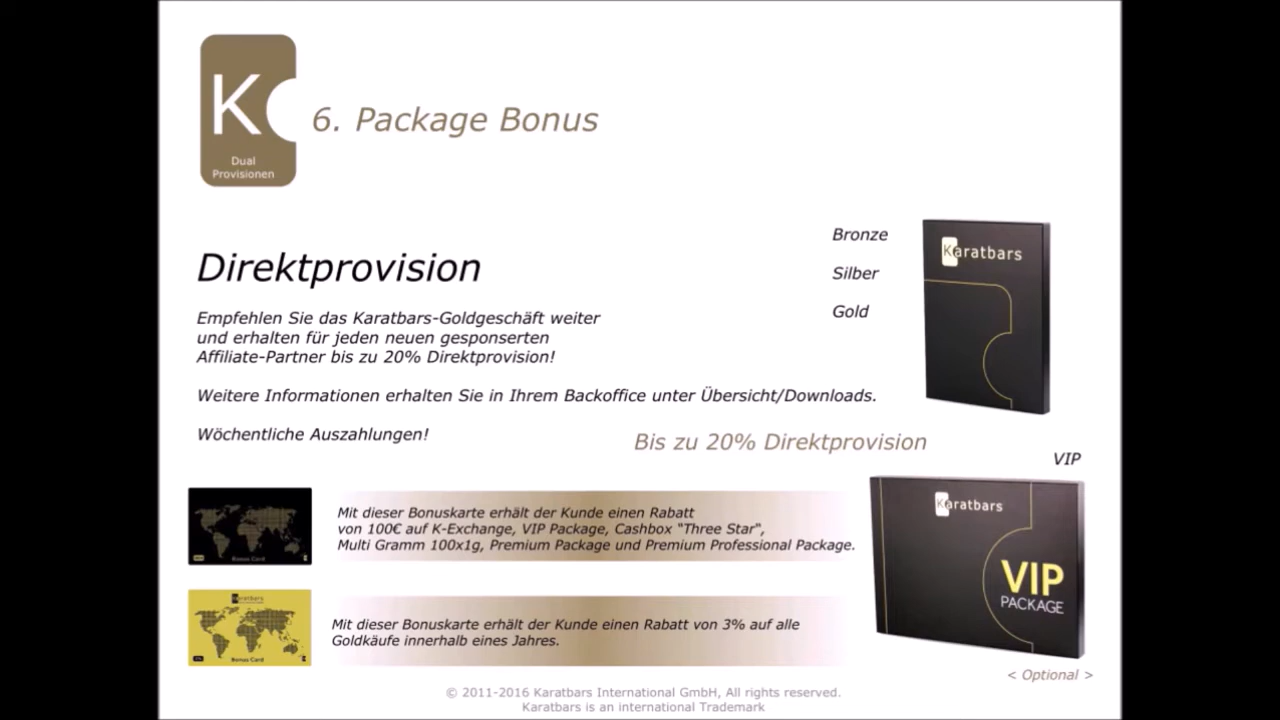 K
Dual
Provisionen
6. Package Bonus
Direktprovision
Empfehlen Sie das Karatbars-Goldgeschäft weiter
und erhalten für jeden neuen gesponserten
Affiliate-Partner bis zu 20% Direktprovision!
Weitere Informationen erhalten Sie in Ihrem Backoffice unter Übersicht/Downloads.
Wöchentliche Auszahlungen!
Bronze
Silber
Gold
Karatbars
Bis zu 20% Direktprovision
VIP
Karatbars
VIP
PACKAGE
Bonus Card
Mit dieser Bonuskarte erhält der Kunde einen Rabatt
von 100€ auf K-Exchange, VIP Package, Cashbox "Three Star",
Multi Gramm 100x1g, Premium Package und Premium Professional Package.
Karatbars
Bonus Card
Mit dieser Bonuskarte erhält der Kunde einen Rabatt von 3% auf alle
Goldkäufe innerhalb eines Jahres.
< Optional >
© 2011-2016 Karatbars International GmbH, All rights reserved.
Karatbars is an international Trademark